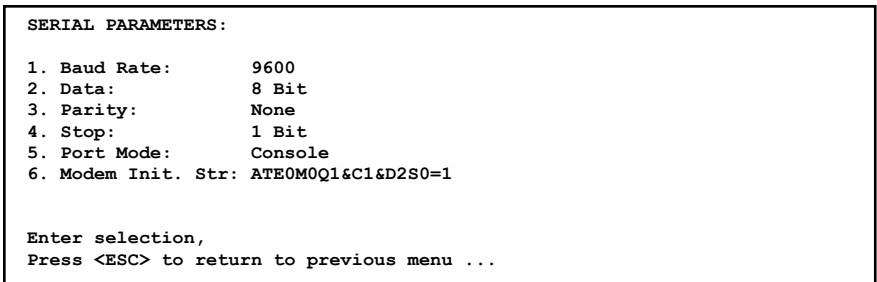 SERIAL PARAMETERS:
1. Baud Rate: 9600
2. Data: 8 Bit
3. Parity: None
4. Stop: 1 Bit
5. Port Mode: Console
6. Modem Init. Str: ATE0M0Q1&C1&D2S0=1
Enter selection,
Press <ESC> to return to previous menu ...